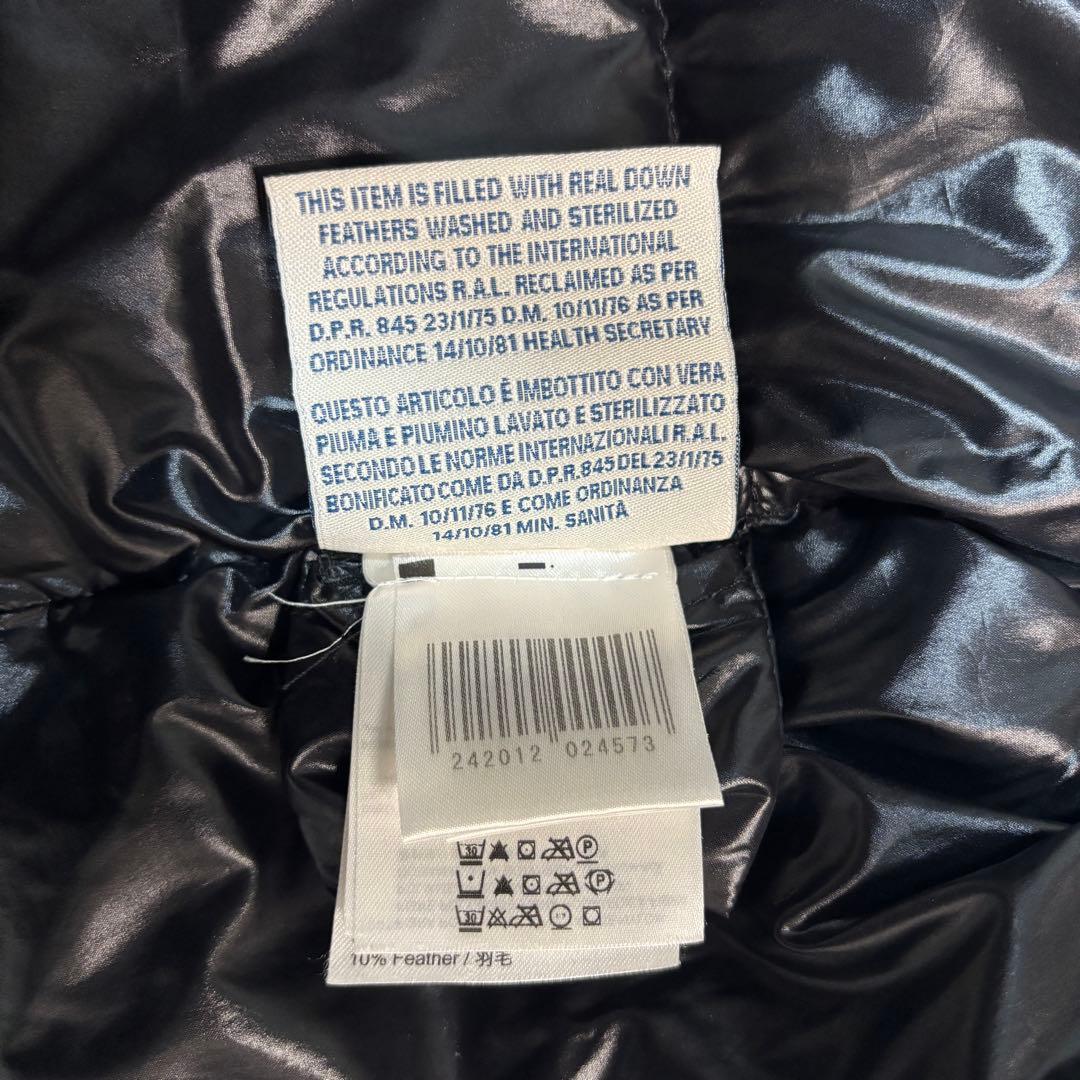 THIS ITEM IS FILLED WITH REAL DOWN
FEATHERS WASHED AND STERILIZED
ACCORDING TO THE INTERNATIONAL
REGULATIONS R.A.L. RECLAIMED AS PER
D.P.R. 845 23/1/75 D.M. 10/11/76 AS PER
ORDINANCE 14/10/81 HEALTH SECRETARY
QUESTO ARTICOLO È IMBOTTITO CON VERA
PIUMA E PIUMINO LAVATO E STERILIZZATO
SECONDO LE NORME INTERNAZIONALI R.A.L.
BONIFICATO COME DA D.P.R. 845 DEL 23/1/75
D.M. 10/11/76 E COME ORDINANZA
14/10/81 MIN. SANITÀ
242012 024573
30 P
P
30
10% Feather / 羽毛